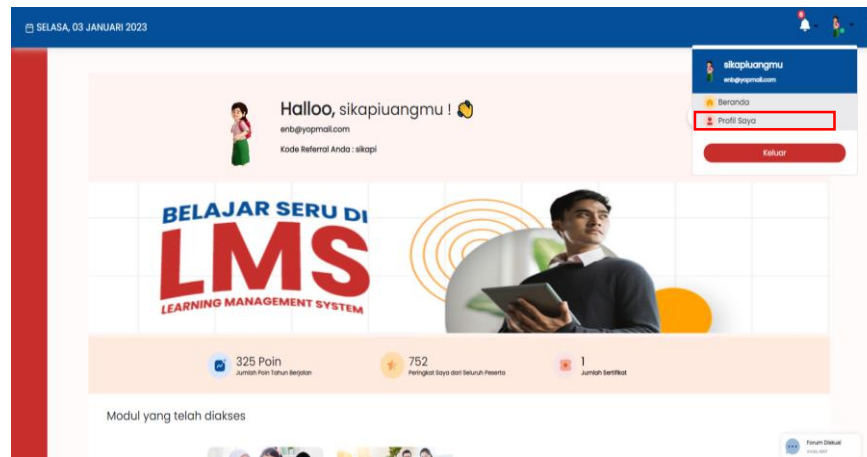 SELASA, 03 JANUARI 2023
sikapiuangmu
enb@yopmail.com
Beranda
Profil Saya
Keluar
Halloo, sikapiuangmu !
enb@yopmail.com
Kode Referral Anda : sikapi
BELAJAR SERU DI
LMS
LEARNING MANAGEMENT SYSTEM
325 Poin
Jumlah Poin Tahun Berjalan
752
Peringkat Saya dari Seluruh Peserta
1
Jumlah Sertifikat
Modul yang telah diakses
Forum Diskusi